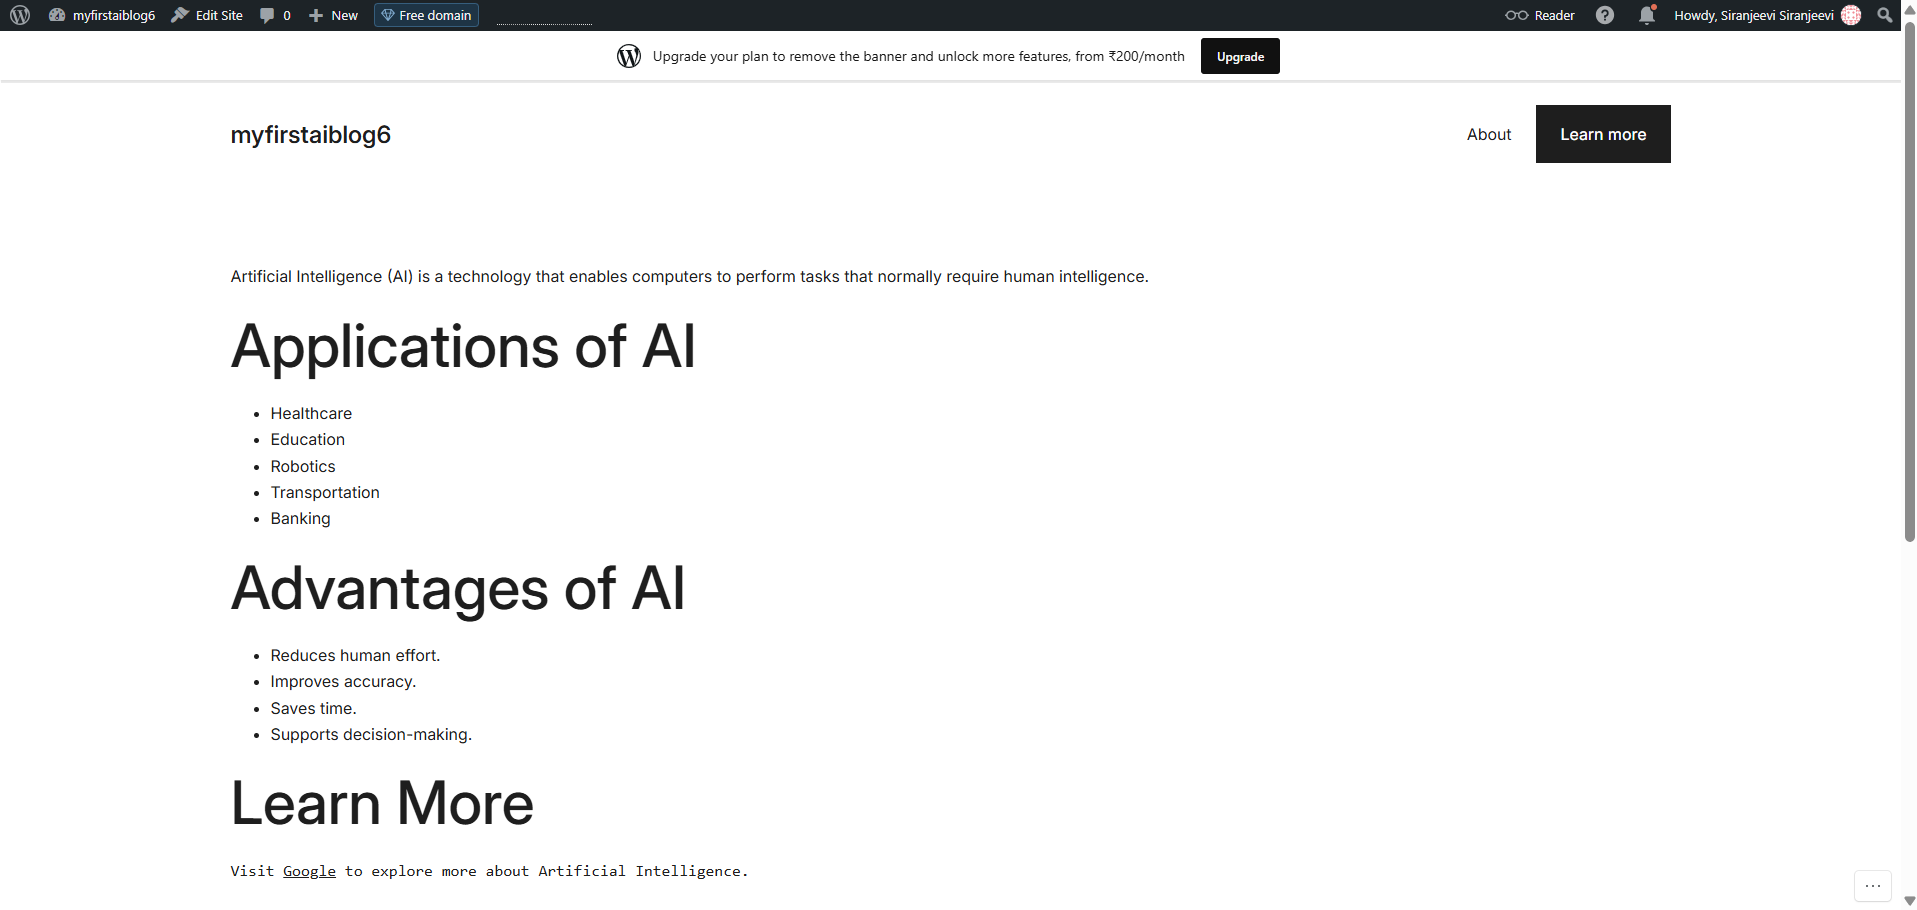 myfirstaiblog6 Edit Site 0 New Free domain Reader Howdy, Siranjeevi Siranjeevi
Upgrade your plan to remove the banner and unlock more features, from ₹200/month Upgrade
myfirstaiblog6 About Learn more
Artificial Intelligence (AI) is a technology that enables computers to perform tasks that normally require human intelligence.
Applications of AI
• Healthcare
• Education
• Robotics
• Transportation
• Banking
Advantages of AI
• Reduces human effort.
• Improves accuracy.
• Saves time.
• Supports decision-making.
Learn More
Visit Google to explore more about Artificial Intelligence.